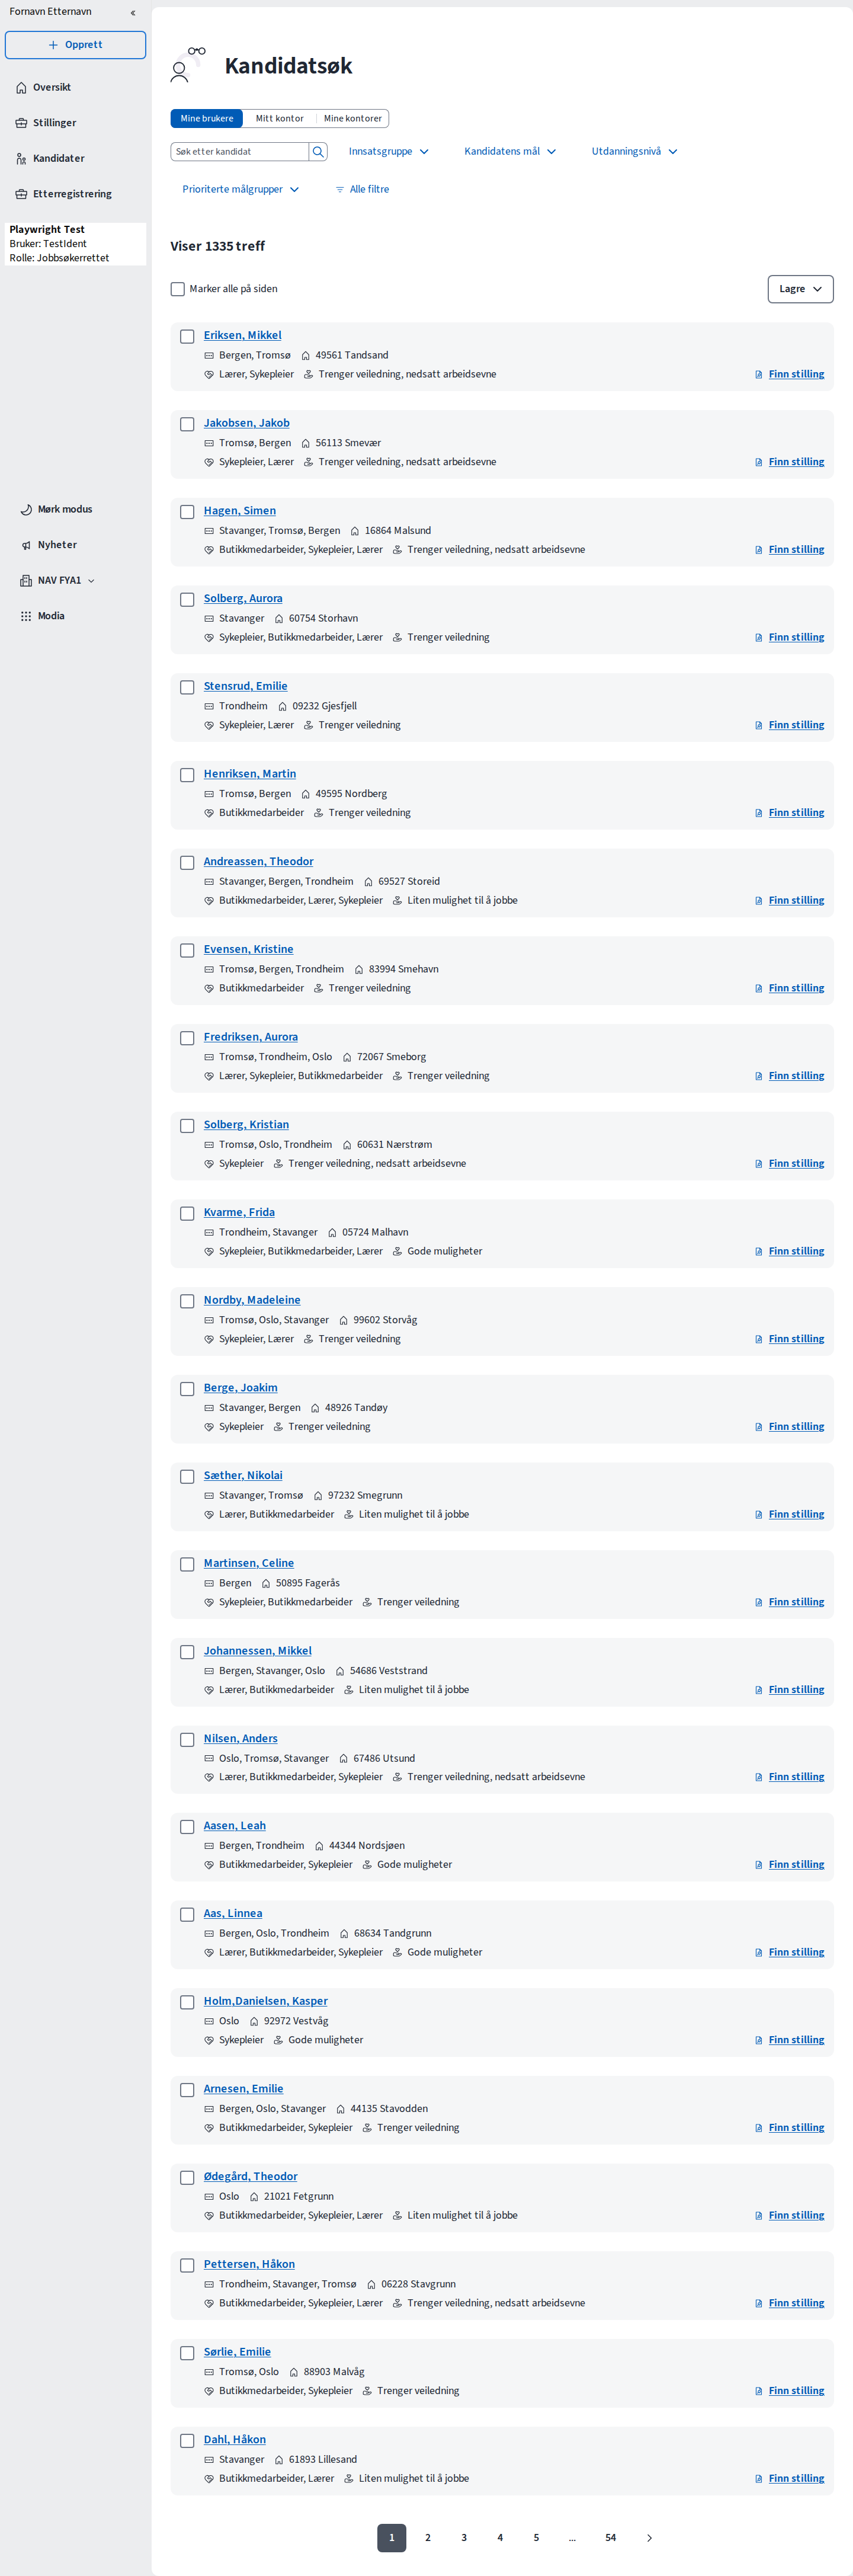 Fornavn Etternavn
Opprett
Oversikt
Stillinger
Kandidater
Etterregistrering
Playwright Test
Bruker: TestIdent
Rolle: Jobbsøkerrettet
Mørk modus
Nyheter
NAV FYA1
Modia
Kandidatsøk
Mine brukere Mitt kontor Mine kontorer
Søk etter kandidat Innsatsgruppe Kandidatens mål Utdanningsnivå
Prioriterte målgrupper Alle filtre
Viser 1335 treff
Marker alle på siden Lagre
Eriksen, Mikkel
Bergen, Tromsø 49561 Tandsand
Lærer, Sykepleier Trenger veiledning, nedsatt arbeidsevne Finn stilling
Jakobsen, Jakob
Tromsø, Bergen 56113 Smevær
Sykepleier, Lærer Trenger veiledning, nedsatt arbeidsevne Finn stilling
Hagen, Simen
Stavanger, Tromsø, Bergen 16864 Malsund
Butikkmedarbeider, Sykepleier, Lærer Trenger veiledning, nedsatt arbeidsevne Finn stilling
Solberg, Aurora
Stavanger 60754 Storhavn
Sykepleier, Butikkmedarbeider, Lærer Trenger veiledning Finn stilling
Stensrud, Emilie
Trondheim 09232 Gjesfjell
Sykepleier, Lærer Trenger veiledning Finn stilling
Henriksen, Martin
Tromsø, Bergen 49595 Nordberg
Butikkmedarbeider Trenger veiledning Finn stilling
Andreassen, Theodor
Stavanger, Bergen, Trondheim 69527 Storeid
Butikkmedarbeider, Lærer, Sykepleier Liten mulighet til å jobbe Finn stilling
Evensen, Kristine
Tromsø, Bergen, Trondheim 83994 Smehavn
Butikkmedarbeider Trenger veiledning Finn stilling
Fredriksen, Aurora
Tromsø, Trondheim, Oslo 72067 Smeborg
Lærer, Sykepleier, Butikkmedarbeider Trenger veiledning Finn stilling
Solberg, Kristian
Tromsø, Oslo, Trondheim 60631 Nærstrøm
Sykepleier Trenger veiledning, nedsatt arbeidsevne Finn stilling
Kvarme, Frida
Trondheim, Stavanger 05724 Malhavn
Sykepleier, Butikkmedarbeider, Lærer Gode muligheter Finn stilling
Nordby, Madeleine
Tromsø, Oslo, Stavanger 99602 Storvåg
Sykepleier, Lærer Trenger veiledning Finn stilling
Berge, Joakim
Stavanger, Bergen 48926 Tandøy
Sykepleier Trenger veiledning Finn stilling
Sæther, Nikolai
Stavanger, Tromsø 97232 Smegrunn
Lærer, Butikkmedarbeider Liten mulighet til å jobbe Finn stilling
Martinsen, Celine
Bergen 50895 Fagerås
Sykepleier, Butikkmedarbeider Trenger veiledning Finn stilling
Johannessen, Mikkel
Bergen, Stavanger, Oslo 54686 Veststrand
Lærer, Butikkmedarbeider Liten mulighet til å jobbe Finn stilling
Nilsen, Anders
Oslo, Tromsø, Stavanger 67486 Utsund
Lærer, Butikkmedarbeider, Sykepleier Trenger veiledning, nedsatt arbeidsevne Finn stilling
Aasen, Leah
Bergen, Trondheim 44344 Nordsjøen
Butikkmedarbeider, Sykepleier Gode muligheter Finn stilling
Aas, Linnea
Bergen, Oslo, Trondheim 68634 Tandgrunn
Lærer, Butikkmedarbeider, Sykepleier Gode muligheter Finn stilling
Holm,Danielsen, Kasper
Oslo 92972 Vestvåg
Sykepleier Gode muligheter Finn stilling
Arnesen, Emilie
Bergen, Oslo, Stavanger 44135 Stavodden
Butikkmedarbeider, Sykepleier Trenger veiledning Finn stilling
Ødegård, Theodor
Oslo 21021 Fetgrunn
Butikkmedarbeider, Sykepleier, Lærer Liten mulighet til å jobbe Finn stilling
Pettersen, Håkon
Trondheim, Stavanger, Tromsø 06228 Stavgrunn
Butikkmedarbeider, Sykepleier, Lærer Trenger veiledning, nedsatt arbeidsevne Finn stilling
Sørlie, Emilie
Tromsø, Oslo 88903 Malvåg
Butikkmedarbeider, Sykepleier Trenger veiledning Finn stilling
Dahl, Håkon
Stavanger 61893 Lillesand
Butikkmedarbeider, Lærer Liten mulighet til å jobbe Finn stilling
1 2 3 4 5 ... 54